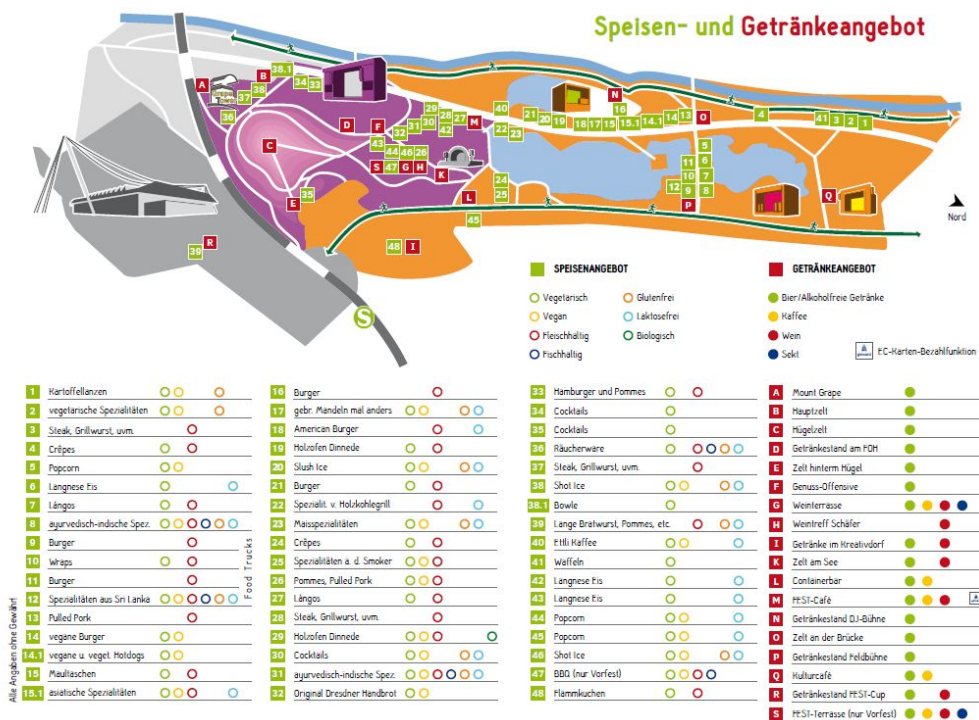 Speisen- und Getränkeangebot
Nord
SPEISENANGEBOT
Vegetarisch
Vegan
Fleischhaltig
Fischhaltig
Glutenfrei
Laktosefrei
Biologisch
GETRÄNKEANGEBOT
Bier/Alkoholfreie Getränke
Kaffee
Wein
Sekt
EC-Karten-Bezahlfunktion
1 Kartoffellanzen
2 vegetarische Spezialitäten
3 Steak, Grillwurst, uvm.
4 Crêpes
5 Popcorn
6 Langnese Eis
7 Lángos
8 ayurvedisch-indische Spez.
9 Burger
10 Wraps
11 Burger
12 Spezialitäten aus Sri Lanka
13 Pulled Pork
14 vegane Burger
14.1 vegane u. veget. Hotdogs
15 Maultaschen
15.1 asiatische Spezialitäten
Food Trucks
Alle Angaben ohne Gewähr!
16 Burger
17 gebr. Mandeln mal anders
18 American Burger
19 Holzofen Dinnede
20 Slush Ice
21 Burger
22 Spezialit. v. Holzkohlegrill
23 Maisspezialitäten
24 Crêpes
25 Spezialitäten a. d. Smoker
26 Pommes, Pulled Pork
27 Lángos
28 Steak, Grillwurst, uvm.
29 Holzofen Dinnede
30 Cocktails
31 ayurvedisch-indische Spez.
32 Original Dresdner Handbrot
33 Hamburger und Pommes
34 Cocktails
35 Cocktails
36 Räucherware
37 Steak, Grillwurst, uvm.
38 Shot Ice
38.1 Bowle
39 Lange Bratwurst, Pommes, etc.
40 Ettli Kaffee
41 Waffeln
42 Langnese Eis
43 Langnese Eis
44 Popcorn
45 Popcorn
46 Shot Ice
47 BBQ (nur Vorfest)
48 Flammkuchen
A Mount Grape
B Hauptzelt
C Hügelzelt
D Getränkestand am FOH
E Zelt hinterm Hügel
F Genuss-Offensive
G Weinterrasse
H Weintreff Schäfer
I Getränke im Kreativdorf
K Zelt am See
L Containerbar
M FEST-Café
N Getränkestand DJ-Bühne
O Zelt an der Brücke
P Getränkestand Feldbühne
Q Kulturcafé
R Getränkestand FEST-Cup
S FEST-Terrasse (nur Vorfest)